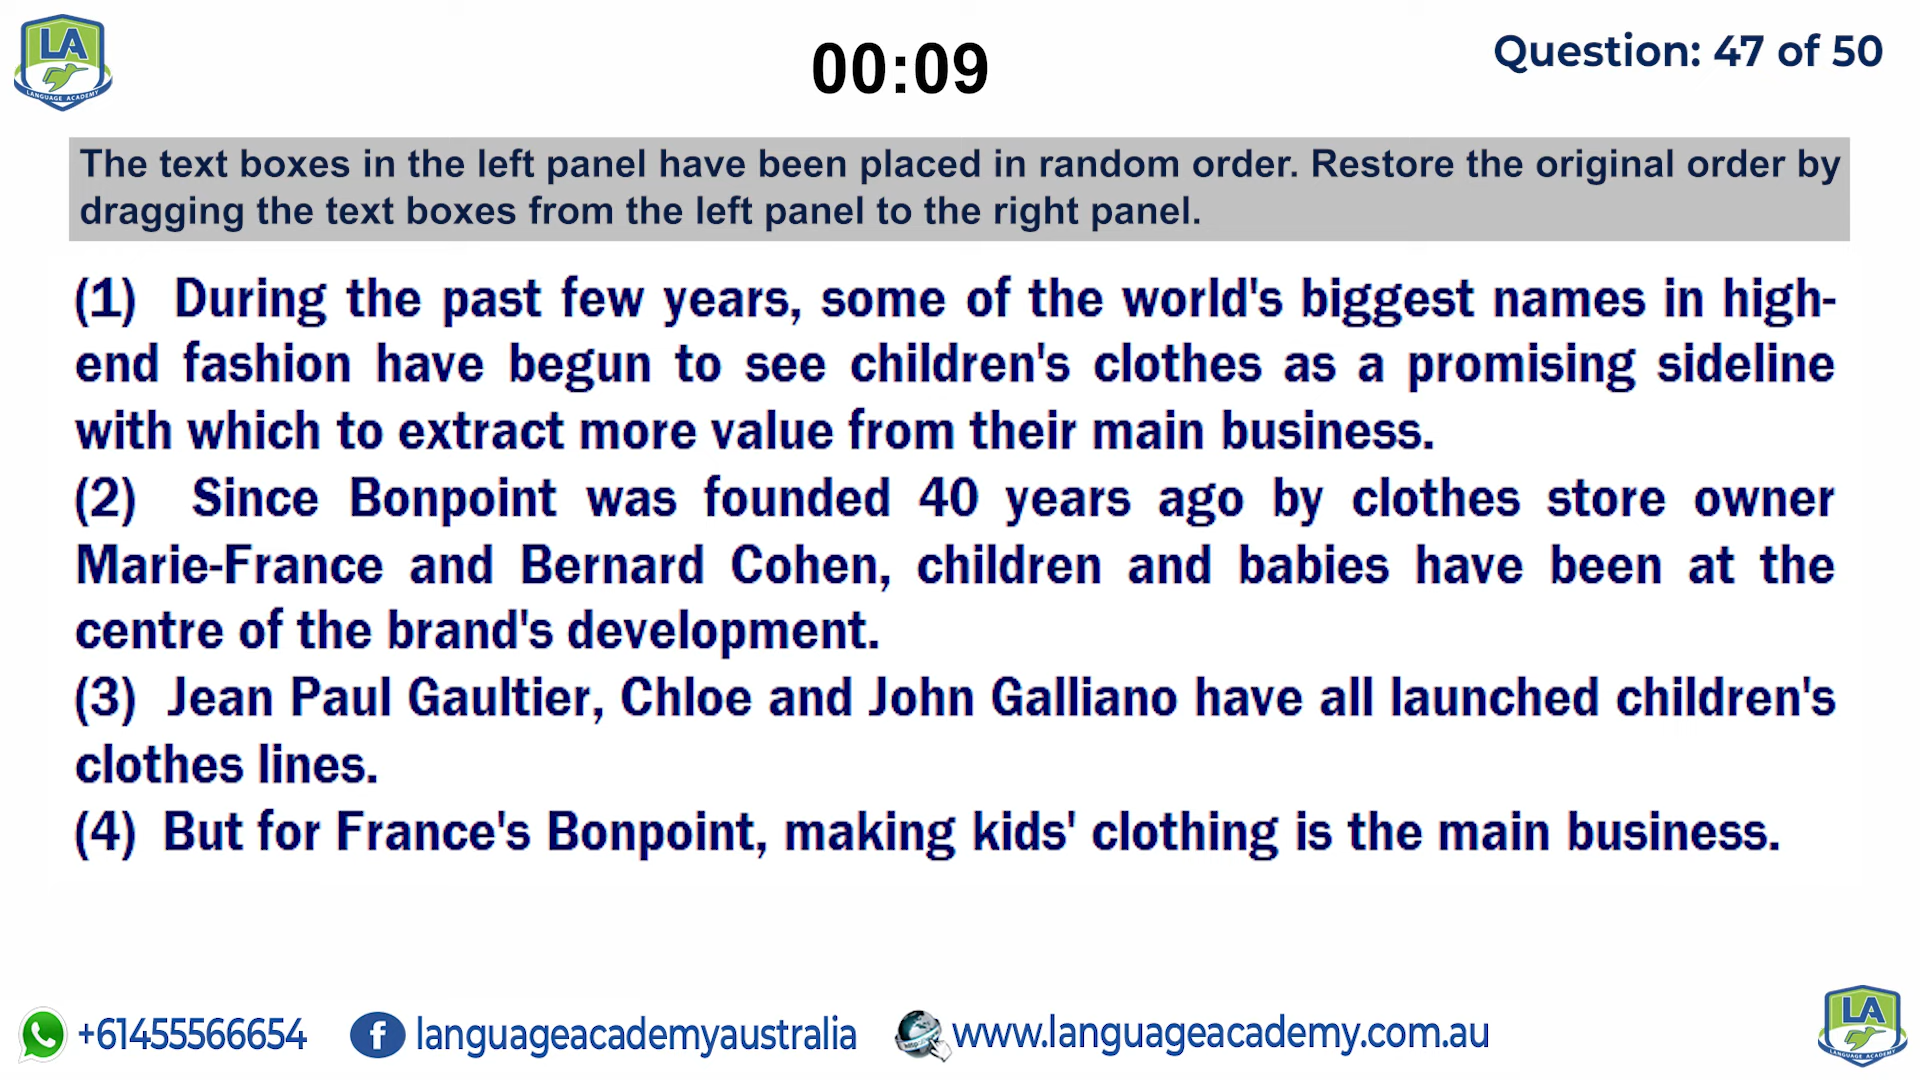 LA
LANGUAGE ACADEMY
00:09
Question: 47 of 50
The text boxes in the left panel have been placed in random order. Restore the original order by
dragging the text boxes from the left panel to the right panel.
(1) During the past few years, some of the world's biggest names in high-
end fashion have begun to see children's clothes as a promising sideline
with which to extract more value from their main business.
(2) Since Bonpoint was founded 40 years ago by clothes store owner
Marie-France and Bernard Cohen, children and babies have been at the
centre of the brand's development.
(3) Jean Paul Gaultier, Chloe and John Galliano have all launched children's
clothes lines.
(4) But for France's Bonpoint, making kids' clothing is the main business.
+61455566654
languageacademyaustralia
www.languageacademy.com.au
LA
LANGUAGE ACADEMY